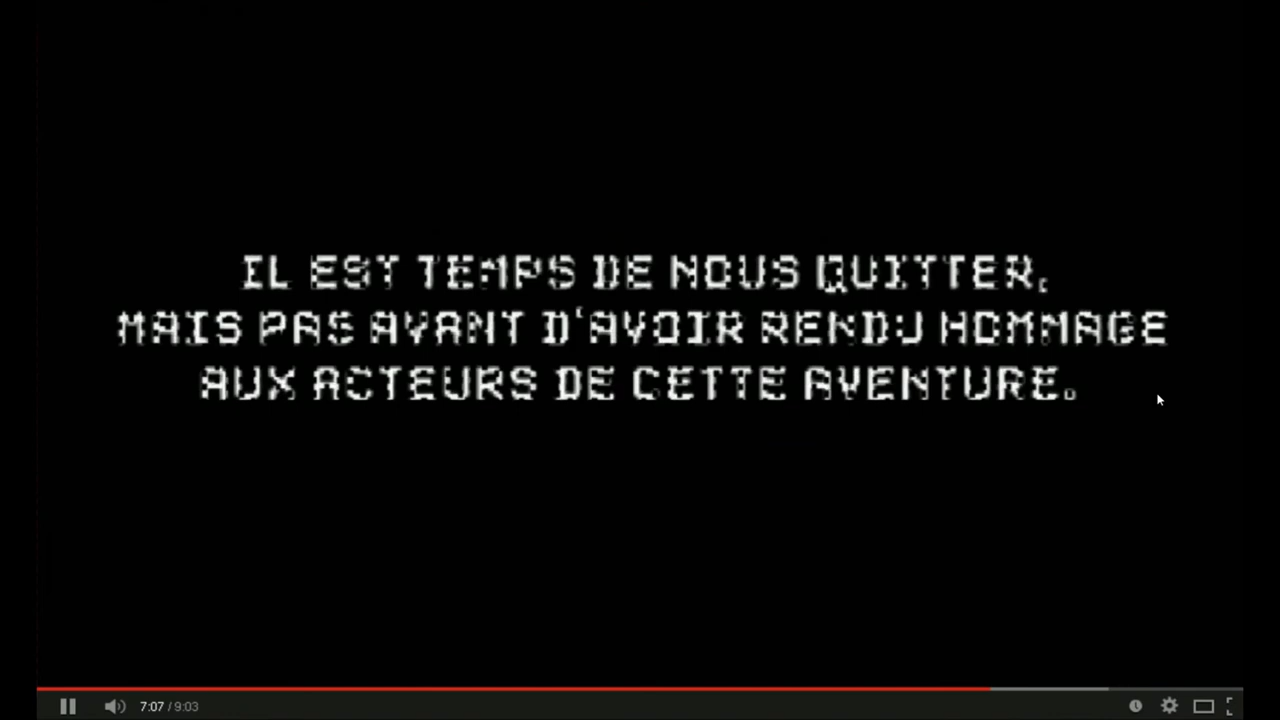 IL EST TEMPS DE NOUS QUITTER,
MAIS PAS AVANT D'AVOIR RENDU HOMMAGE
AUX ACTEURS DE CETTE AVENTURE.
7:07 / 9:03